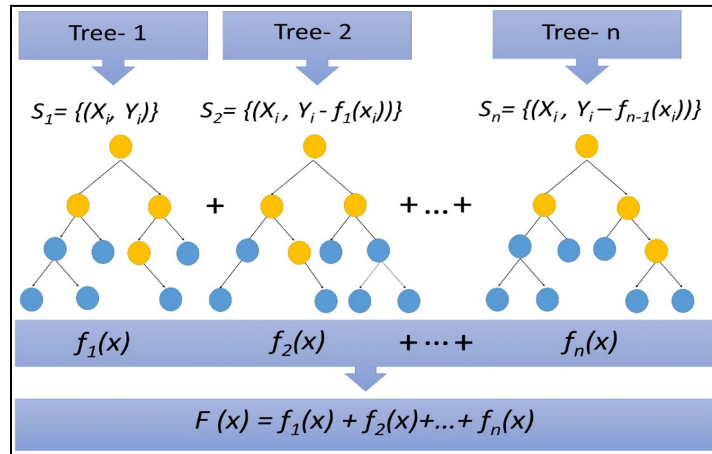 Tree- 1 Tree- 2 Tree- n
S₁= {(Xᵢ, Yᵢ)} S₂= {(Xᵢ , Yᵢ - f₁(xᵢ))} Sₙ= {(Xᵢ, Yᵢ– fₙ₋₁(xᵢ))}
+ +...+
f₁(x) f₂(x) + ··· + fₙ(x)
F (x) = f₁(x) + f₂(x)+...+ fₙ(x)